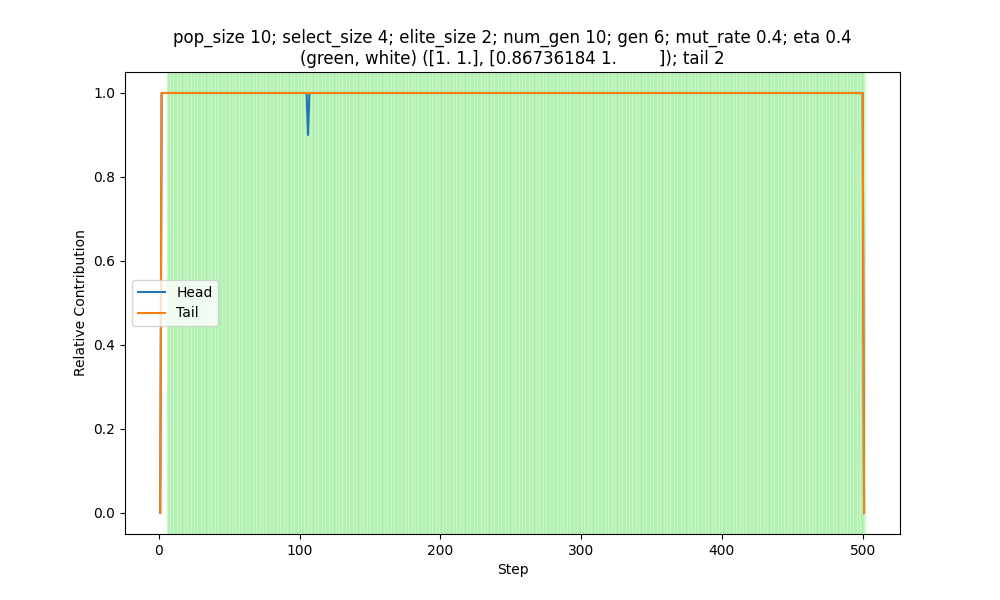 pop_size 10; select_size 4; elite_size 2; num_gen 10; gen 6; mut_rate 0.4; eta 0.4
(green, white) ([1. 1.], [0.86736184 1.        ]); tail 2
1.0
0.8
0.6
0.4
0.2
0.0
Relative Contribution
Head
Tail
0
100
200
300
400
500
Step